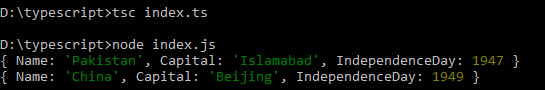 D:\typescript>tsc index.ts
D:\typescript>node index.js
{ Name: 'Pakistan', Capital: 'Islamabad', IndependenceDay: 1947 }
{ Name: 'China', Capital: 'Beijing', IndependenceDay: 1949 }